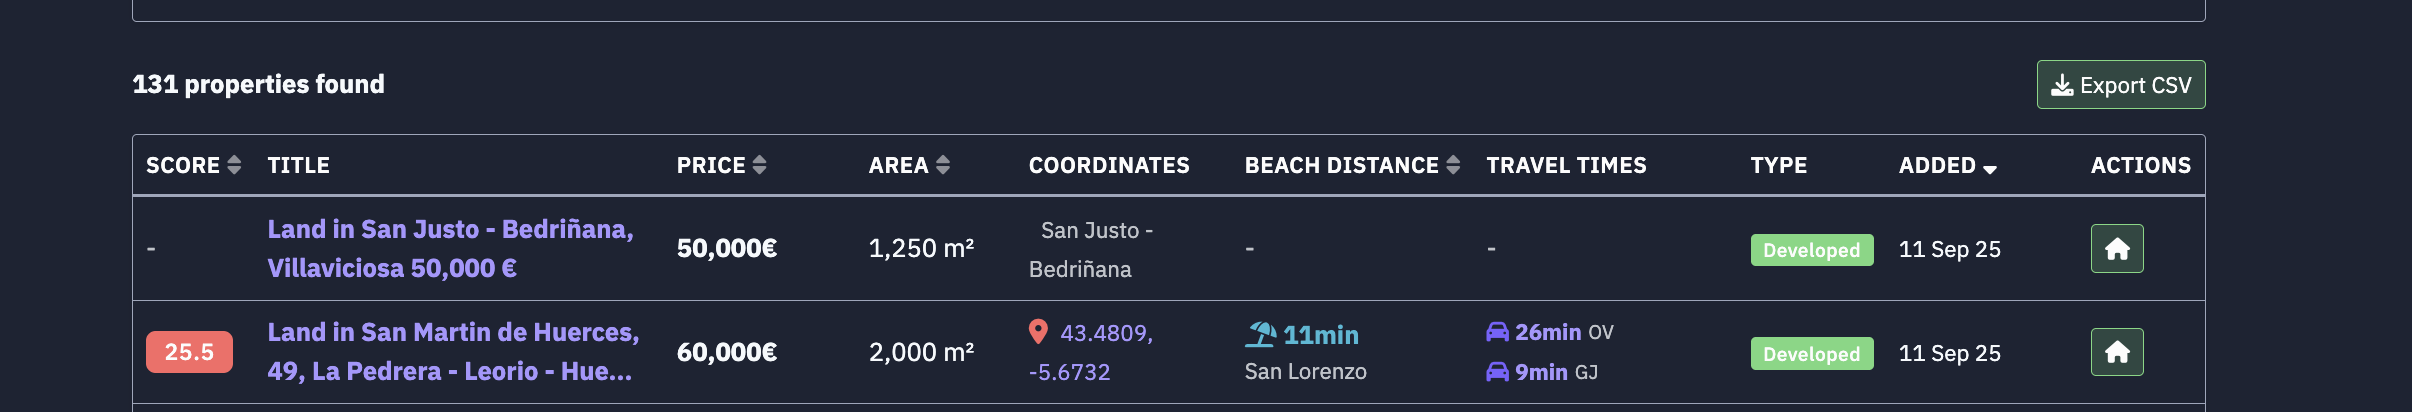 131 properties found
Export CSV
SCORE TITLE PRICE AREA COORDINATES BEACH DISTANCE TRAVEL TIMES TYPE ADDED ACTIONS
-
Land in San Justo - Bedriñana,
Villaviciosa 50,000 €
50,000€
1,250 m²
San Justo -
Bedriñana
-
-
Developed
11 Sep 25
25.5
Land in San Martin de Huerces,
49, La Pedrera - Leorio - Hue...
60,000€
2,000 m²
43.4809,
-5.6732
11min
San Lorenzo
26min OV
9min GJ
Developed
11 Sep 25